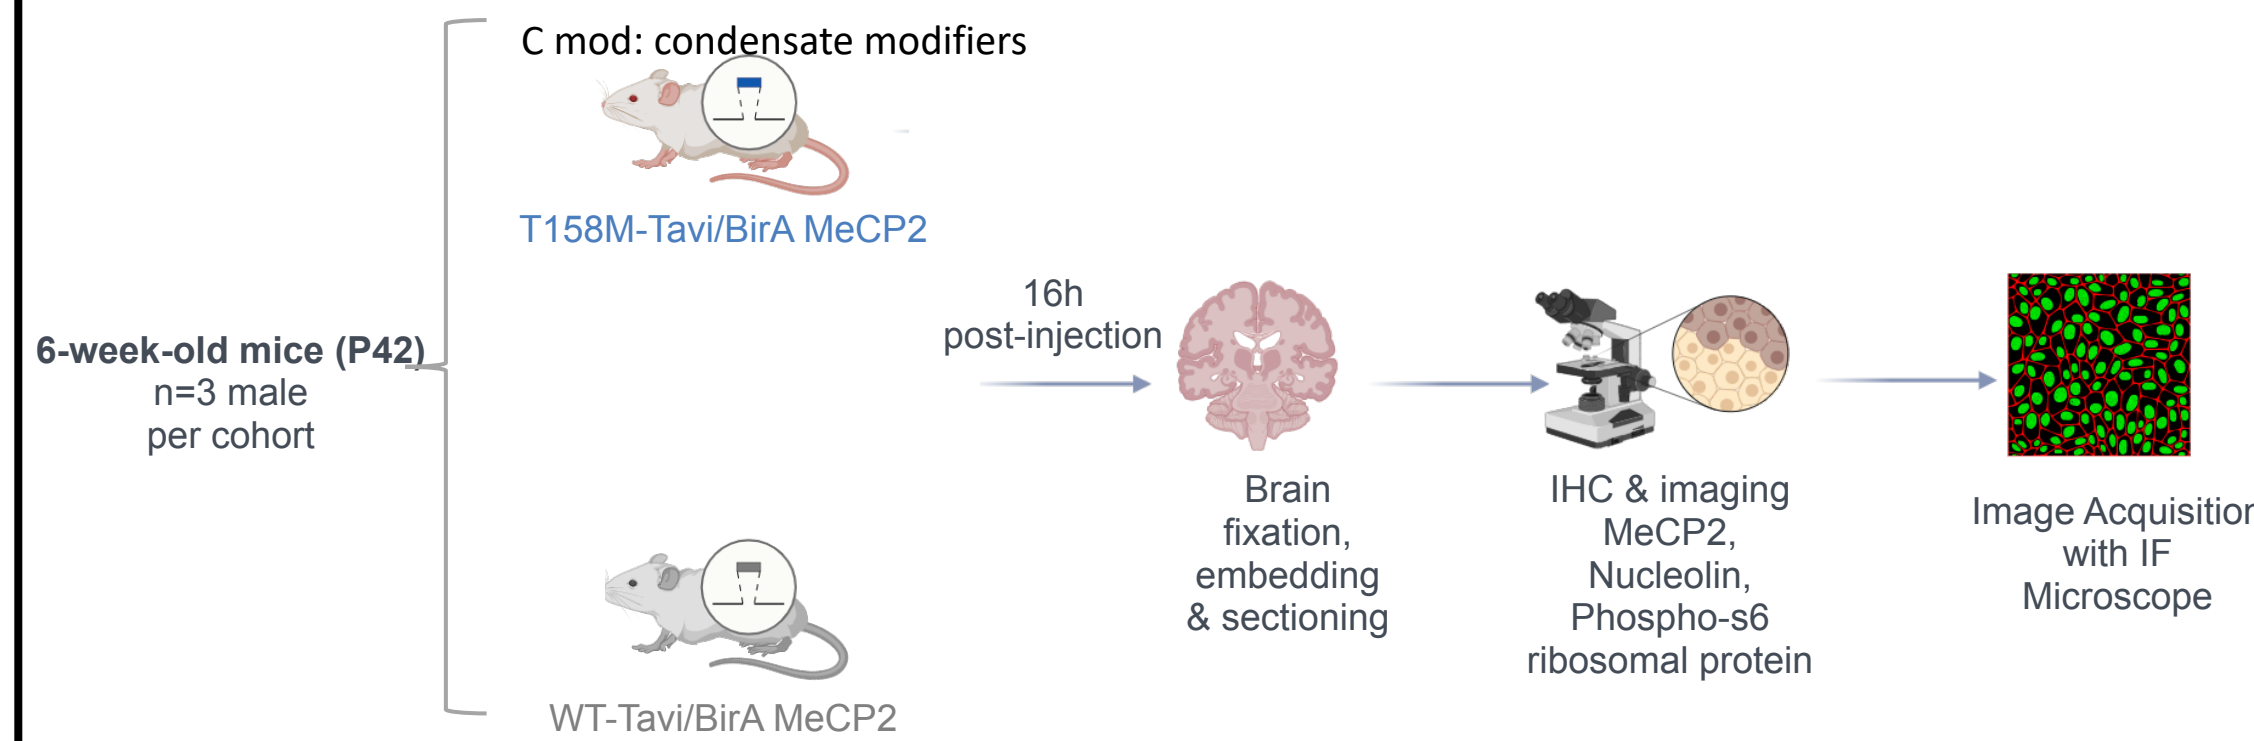 C mod: condensate modifiers
T158M-Tavi/BirA MeCP2
6-week-old mice (P42)
n=3 male
per cohort
WT-Tavi/BirA MeCP2
16h
post-injection
Brain
fixation,
embedding
& sectioning
IHC & imaging
MeCP2,
Nucleolin,
Phospho-s6
ribosomal protein
Image Acquisition
with IF
Microscope